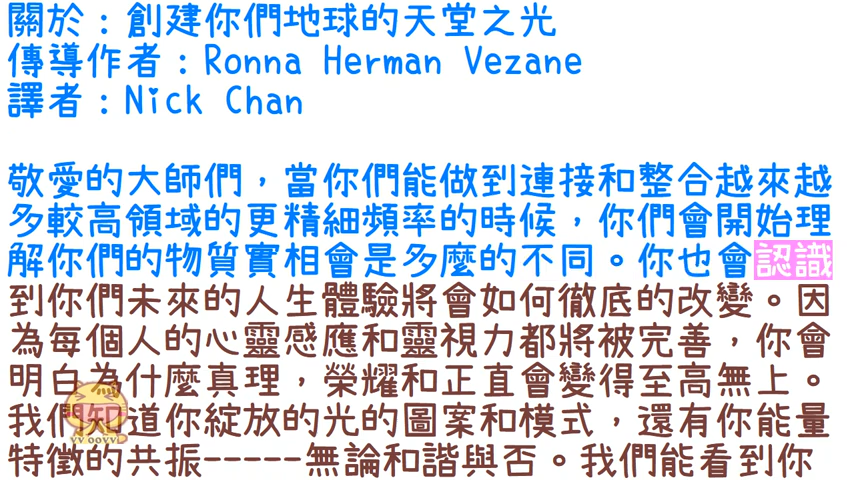 關於：創建你們地球的天堂之光
傳導作者：Ronna Herman Vezane
譯者：Nick Chan
敬愛的大師們，當你們能做到連接和整合越來越
多較高領域的更精細頻率的時候，你們會開始理
解你們的物質實相會是多麼的不同。你也會認識
到你們未來的人生體驗將會如何徹底的改變。因
為每個人的心靈感應和靈視力都將被完善，你會
明白為什麼真理，榮耀和正直會變得至高無上。
我們知道你綻放的光的圖案和模式，還有你能量
特徵的共振-----無論和諧與否。我們能看到你